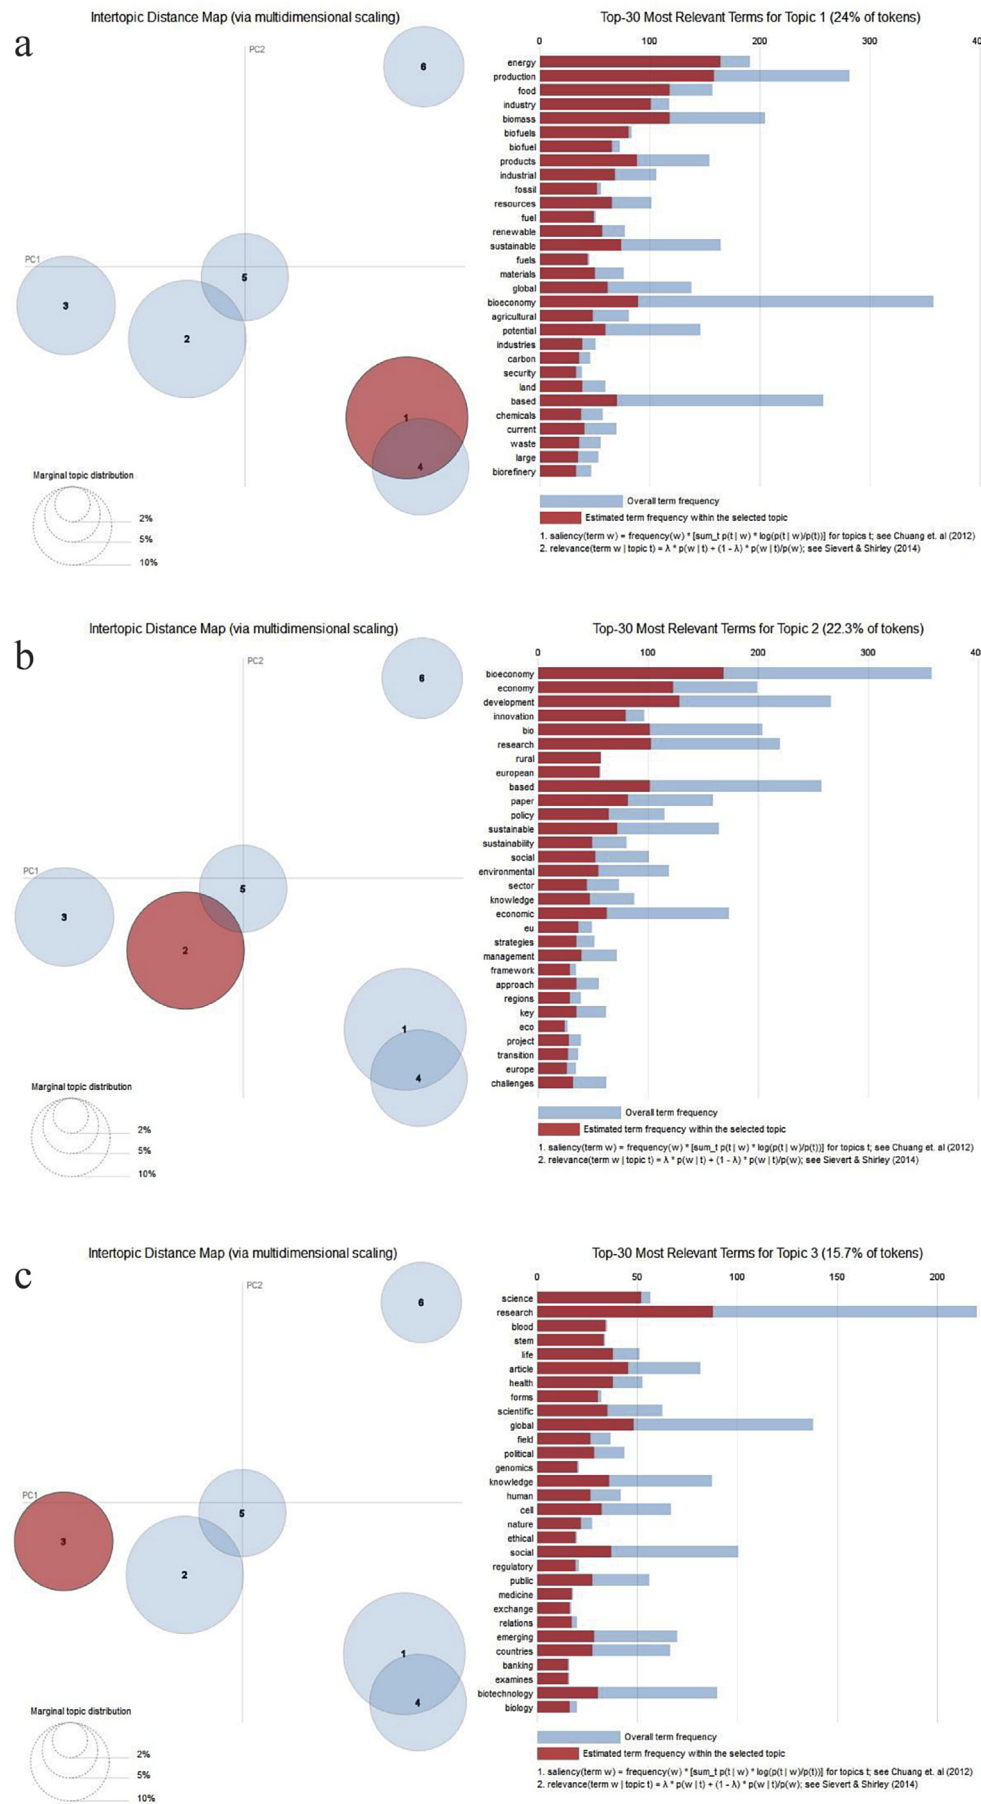 a
Intertopic Distance Map (via multidimensional scaling)
PC2
6
PC1
5
3
2
1
4
Marginal topic distribution
2%
5%
10%
Top-30 Most Relevant Terms for Topic 1 (24% of tokens)
0 100 200 300 40
energy
production
food
industry
biomass
biofuels
biofuel
products
industrial
fossil
resources
fuel
renewable
sustainable
fuels
materials
global
bioeconomy
agricultural
potential
industries
carbon
security
land
based
chemicals
current
waste
large
biorefinery
Overall term frequency
Estimated term frequency within the selected topic
1. saliency(term w) = frequency(w) * [sum_t p(t | w) * log(p(t | w)/p(t))] for topics t; see Chuang et. al (2012)
2. relevance(term w | topic t) = λ * p(w | t) + (1 - λ) * p(w | t)/p(w); see Sievert & Shirley (2014)
b
Intertopic Distance Map (via multidimensional scaling)
PC2
6
PC1
5
3
2
1
4
Marginal topic distribution
2%
5%
10%
Top-30 Most Relevant Terms for Topic 2 (22.3% of tokens)
0 100 200 300 40
bioeconomy
economy
development
innovation
bio
research
rural
european
based
paper
policy
sustainable
sustainability
social
environmental
sector
knowledge
economic
eu
strategies
management
framework
approach
regions
key
eco
project
transition
europe
challenges
Overall term frequency
Estimated term frequency within the selected topic
1. saliency(term w) = frequency(w) * [sum_t p(t | w) * log(p(t | w)/p(t))] for topics t; see Chuang et. al (2012)
2. relevance(term w | topic t) = λ * p(w | t) + (1 - λ) * p(w | t)/p(w); see Sievert & Shirley (2014)
c
Intertopic Distance Map (via multidimensional scaling)
PC2
6
PC1
5
3
2
1
4
Marginal topic distribution
2%
5%
10%
Top-30 Most Relevant Terms for Topic 3 (15.7% of tokens)
0 50 100 150 200
science
research
blood
stem
life
article
health
forms
scientific
global
field
political
genomics
knowledge
human
cell
nature
ethical
social
regulatory
public
medicine
exchange
relations
emerging
countries
banking
examines
biotechnology
biology
Overall term frequency
Estimated term frequency within the selected topic
1. saliency(term w) = frequency(w) * [sum_t p(t | w) * log(p(t | w)/p(t))] for topics t; see Chuang et. al (2012)
2. relevance(term w | topic t) = λ * p(w | t) + (1 - λ) * p(w | t)/p(w); see Sievert & Shirley (2014)